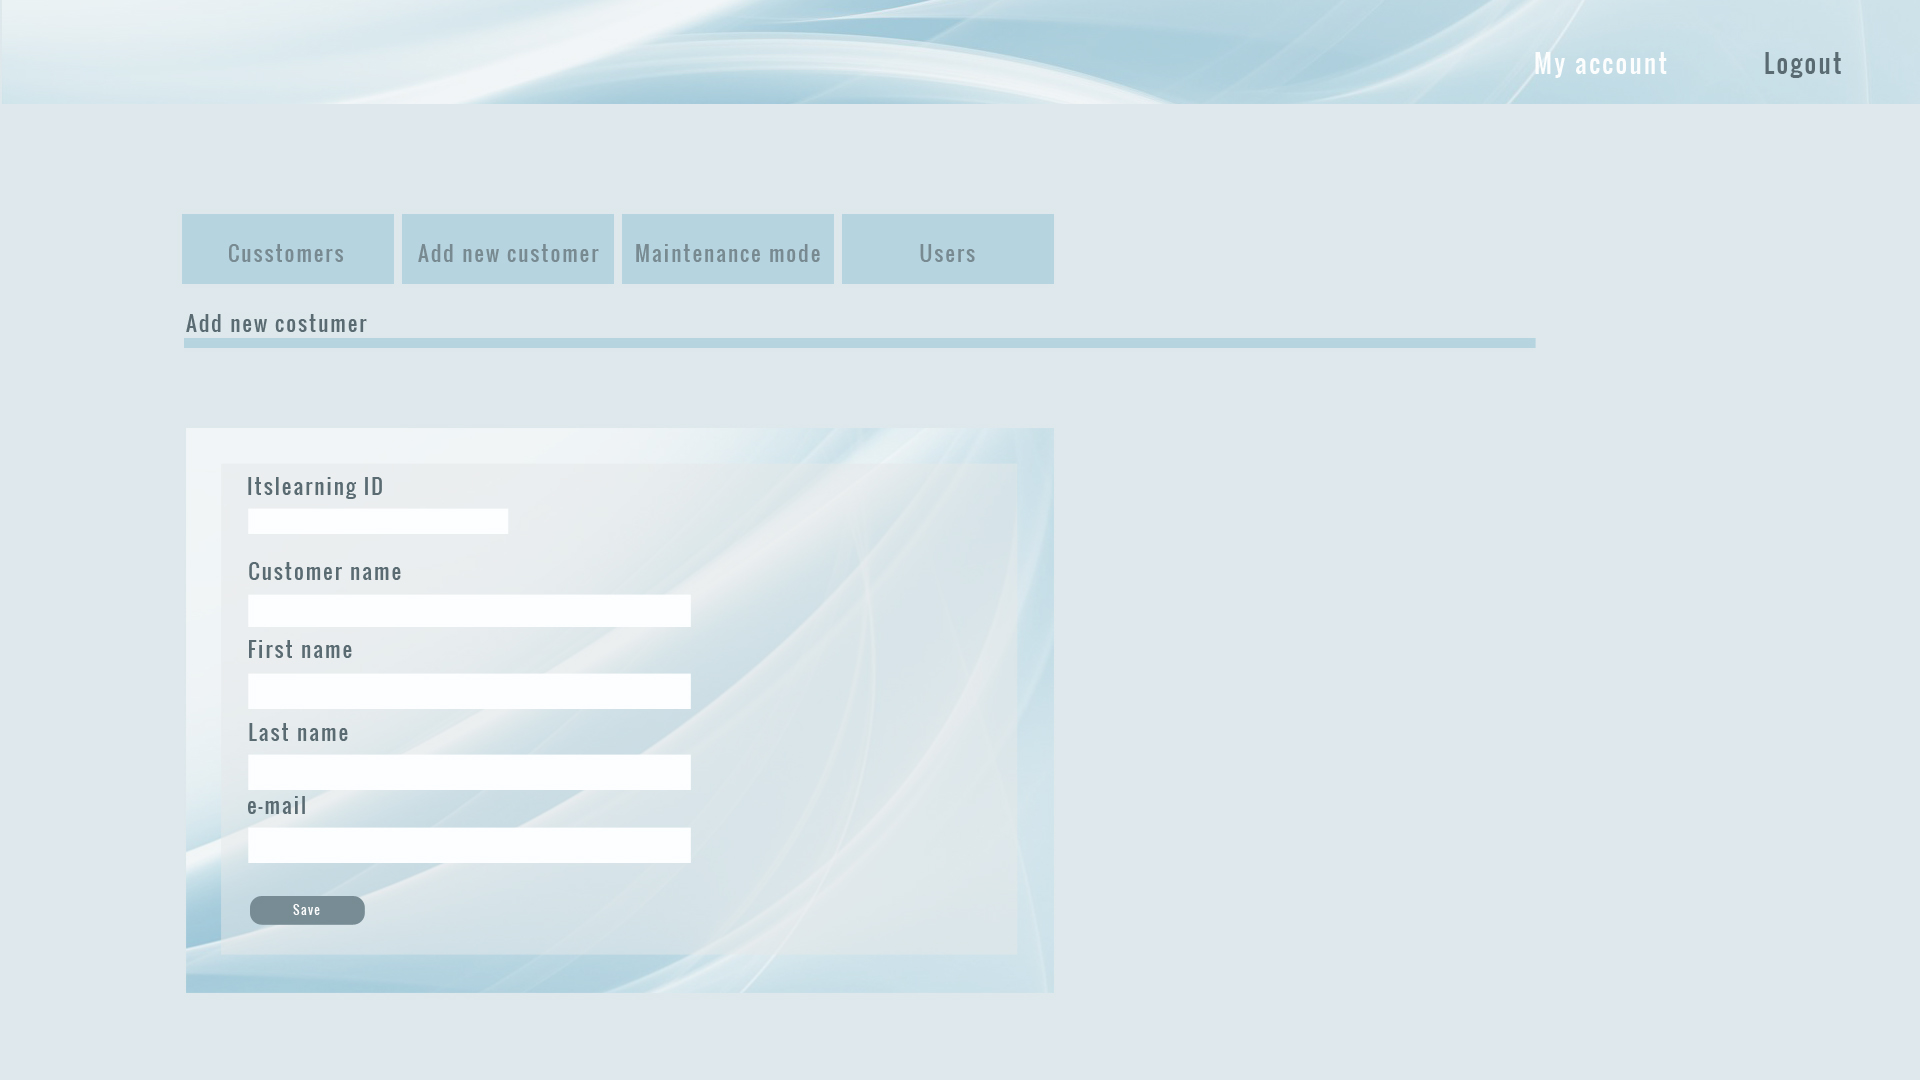 My account Logout
Cusstomers Add new customer Maintenance mode Users
Add new costumer
Itslearning ID
Customer name
First name
Last name
e-mail
Save